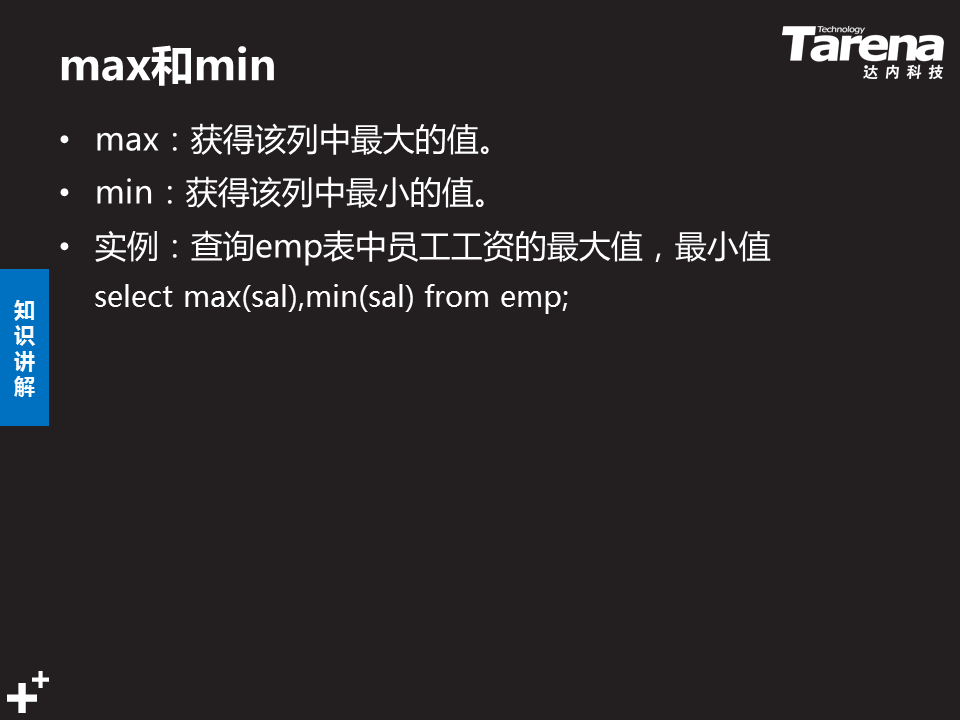 max和min
Technology
Tarena
达内科技
• max：获得该列中最大的值。
• min：获得该列中最小的值。
• 实例：查询emp表中员工工资的最大值，最小值
select max(sal),min(sal) from emp;
知
识
讲
解